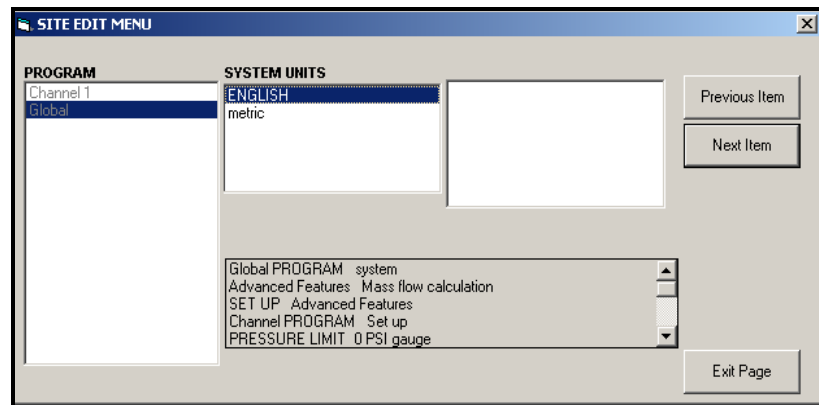 SITE EDIT MENU
PROGRAM
Channel 1
Global
SYSTEM UNITS
ENGLISH
metric
Previous Item
Next Item
Global PROGRAM system
Advanced Features Mass flow calculation
SET UP Advanced Features
Channel PROGRAM Set up
PRESSURE LIMIT 0 PSI gauge
Exit Page